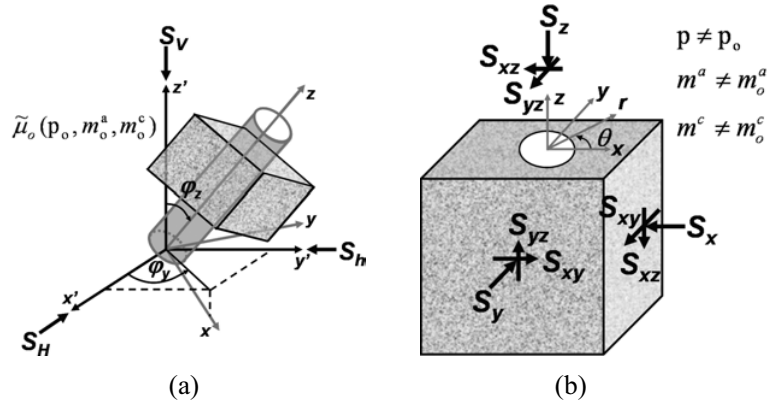 S_V
z'
z
μ̃_o (p_o, m_o^a, m_o^c)
φ_z
y
y'
S_h
φ_y
x'
x
S_H
(a)
S_z
S_xz
S_yz
z
y
r
θ
x
p ≠ p_o
m^a ≠ m_o^a
m^c ≠ m_o^c
S_xy
S_x
S_xz
S_yz
S_xy
S_y
(b)